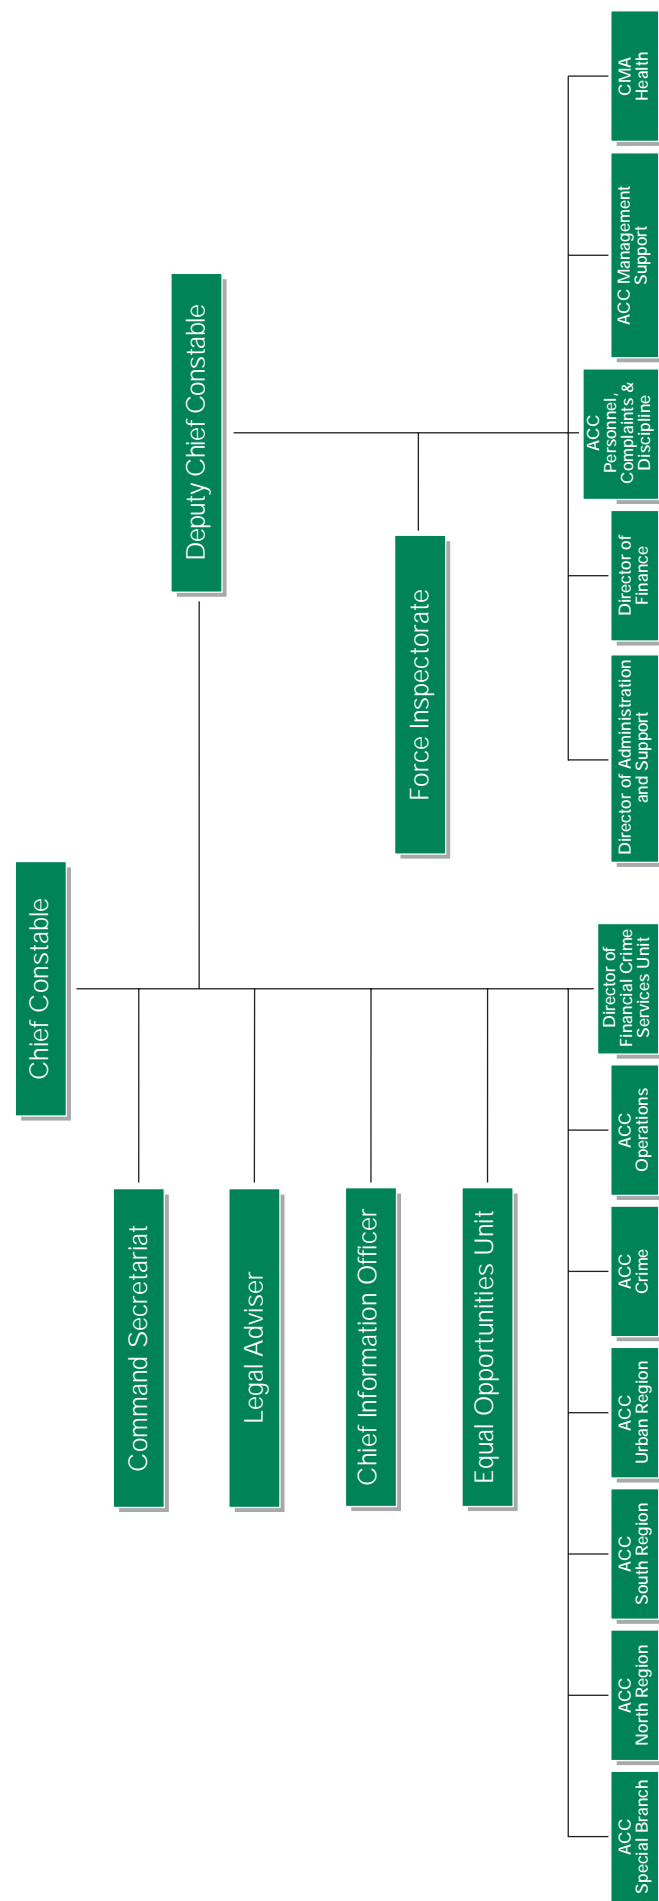 Chief Constable
Deputy Chief Constable
Command Secretariat
Legal Adviser
Chief Information Officer
Force Inspectorate
Equal Opportunities Unit
ACC
Special Branch
ACC
North Region
ACC
South Region
ACC
Urban Region
ACC
Crime
ACC
Operations
Director of
Financial Crime
Services Unit
Director of Administration
and Support
Director of
Finance
ACC
Personnel,
Complaints &
Discipline
ACC Management
Support
CMA
Health